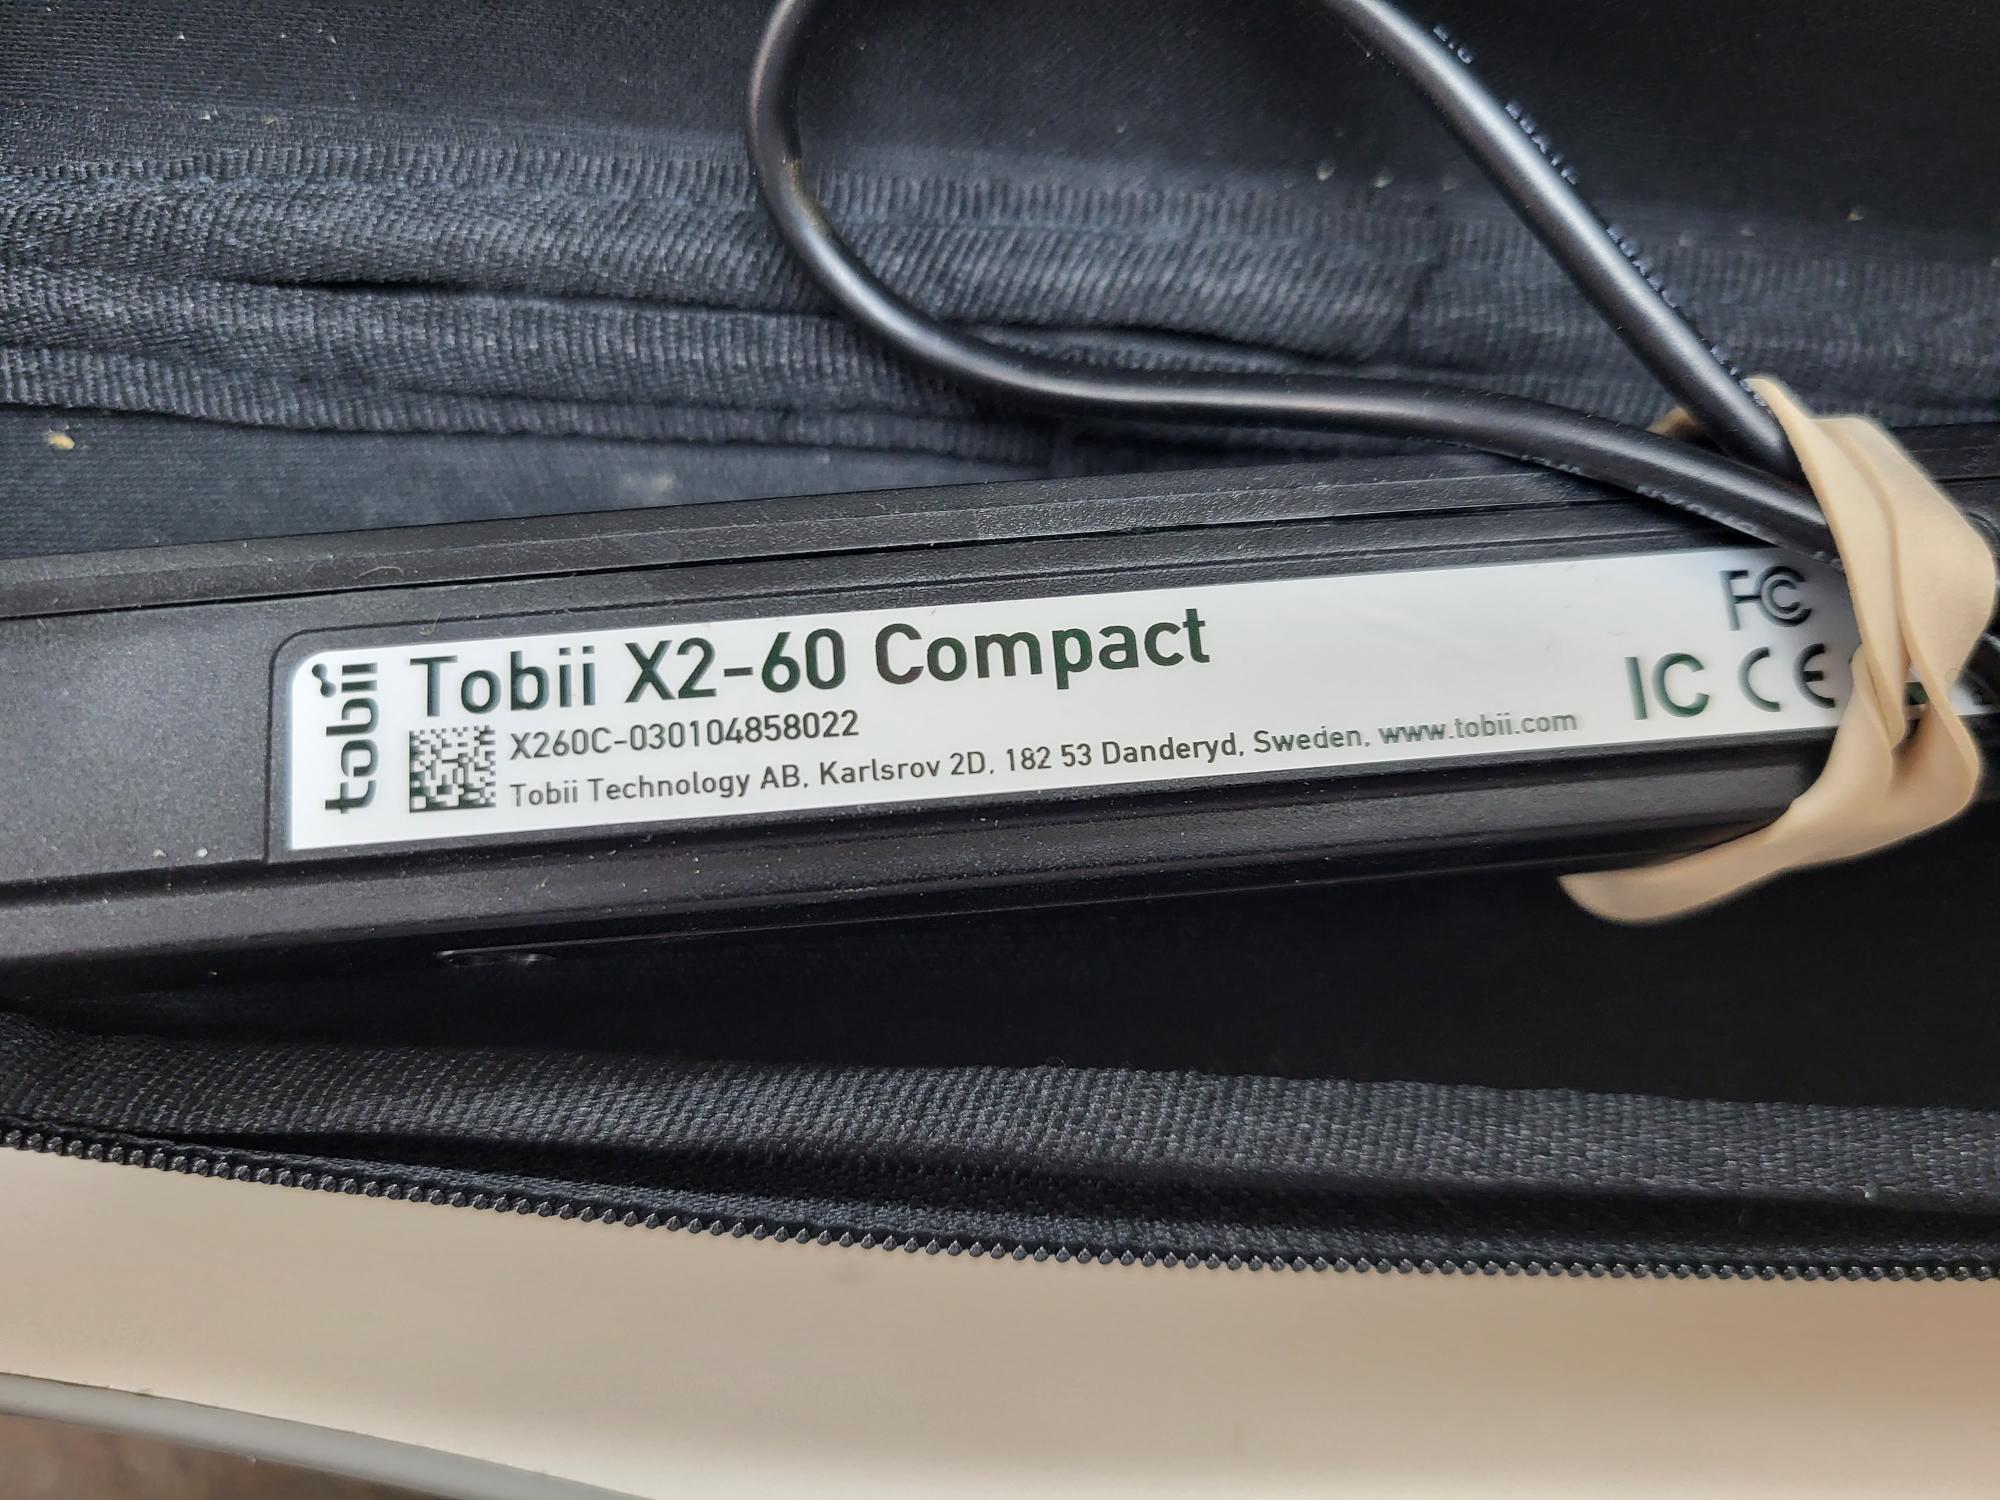 tobii
Tobii X2-60 Compact
X260C-030104858022
Tobii Technology AB, Karlsrov 2D, 182 53 Danderyd, Sweden, www.tobii.com
FC
IC CE